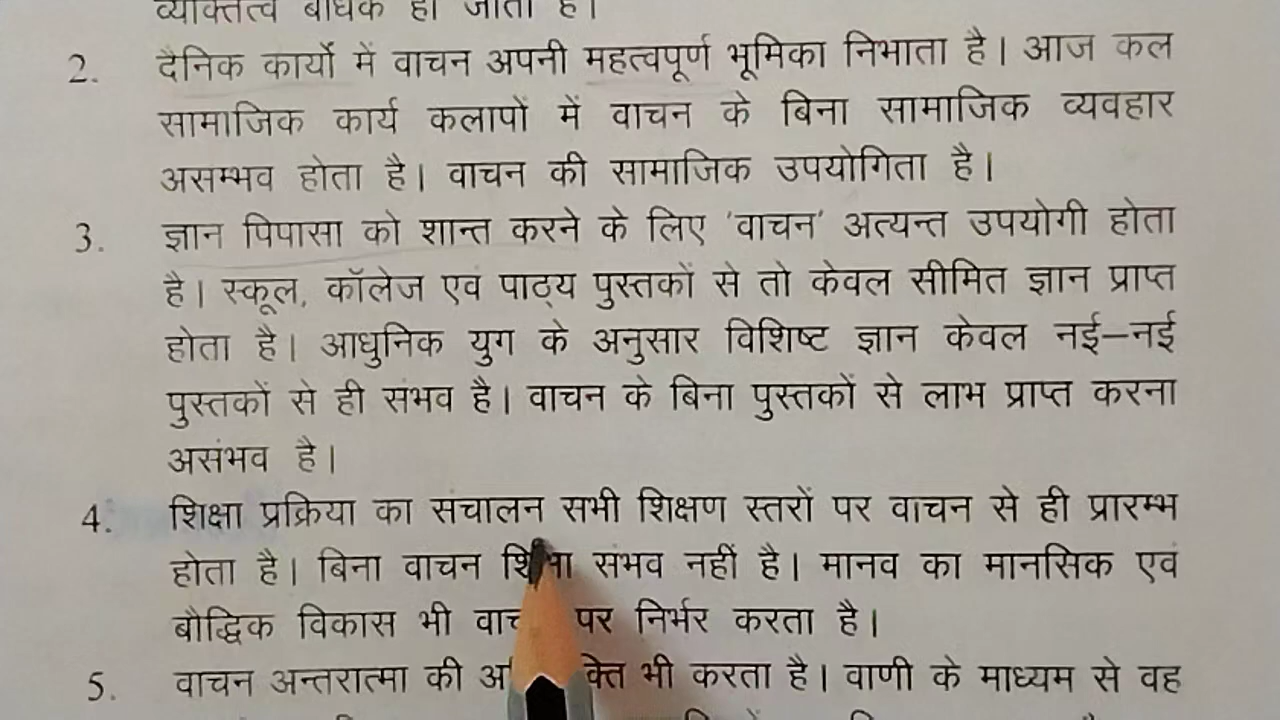 व्यक्तित्व बाधक हो जाता है।
2. दैनिक कार्यो में वाचन अपनी महत्वपूर्ण भूमिका निभाता है। आज कल
सामाजिक कार्य कलापों में वाचन के बिना सामाजिक व्यवहार
असम्भव होता है। वाचन की सामाजिक उपयोगिता है।
3. ज्ञान पिपासा को शान्त करने के लिए 'वाचन' अत्यन्त उपयोगी होता
है। स्कूल, कॉलेज एवं पाठ्य पुस्तकों से तो केवल सीमित ज्ञान प्राप्त
होता है। आधुनिक युग के अनुसार विशिष्ट ज्ञान केवल नई–नई
पुस्तकों से ही संभव है। वाचन के बिना पुस्तकों से लाभ प्राप्त करना
असंभव है।
4. शिक्षा प्रक्रिया का संचालन सभी शिक्षण स्तरों पर वाचन से ही प्रारम्भ
होता है। बिना वाचन संभव नहीं है। मानव का मानसिक एवं
बौद्धिक विकास भी पर निर्भर करता है।
5. वाचन अन्तरात्मा की भी करता है। वाणी के माध्यम से वह